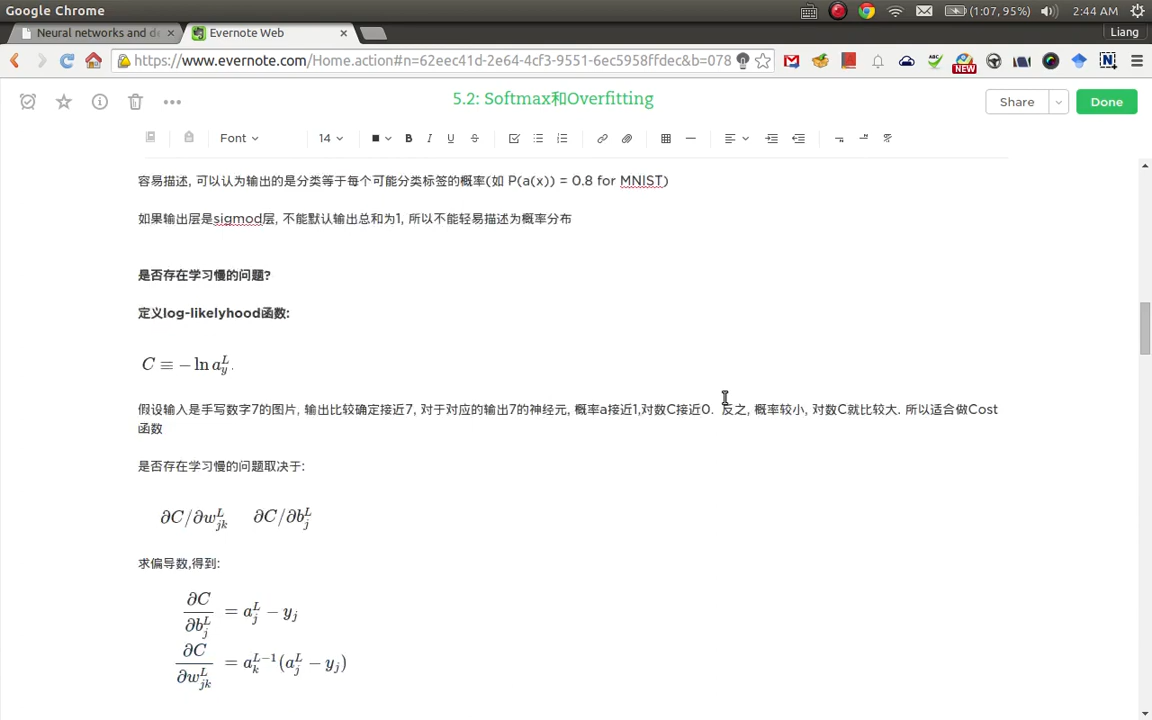 Google Chrome
(1:07, 95%)
2:44 AM
Neural networks and de
Evernote Web
Liang
https://www.evernote.com/Home.action#n=62eec41d-2e64-4cf3-9551-6ec5958ffdec&b=078
NEW
5.2: Softmax和Overfitting
Share
Done
Font
14
B
I
U
S
容易描述, 可以认为输出的是分类等于每个可能分类标签的概率(如 P(a(x)) = 0.8 for MNIST)
如果输出层是sigmod层, 不能默认输出总和为1, 所以不能轻易描述为概率分布
是否存在学习慢的问题?
定义log-likelyhood函数:
C ≡ − ln a_y^L .
假设输入是手写数字7的图片, 输出比较确定接近7, 对于对应的输出7的神经元, 概率a接近1,对数C接近0. 反之, 概率较小, 对数C就比较大. 所以适合做Cost
函数
是否存在学习慢的问题取决于:
∂C/∂w_{jk}^L ∂C/∂b_j^L
求偏导数,得到:
∂C/∂b_j^L = a_j^L − y_j
∂C/∂w_{jk}^L = a_k^{L−1}(a_j^L − y_j)